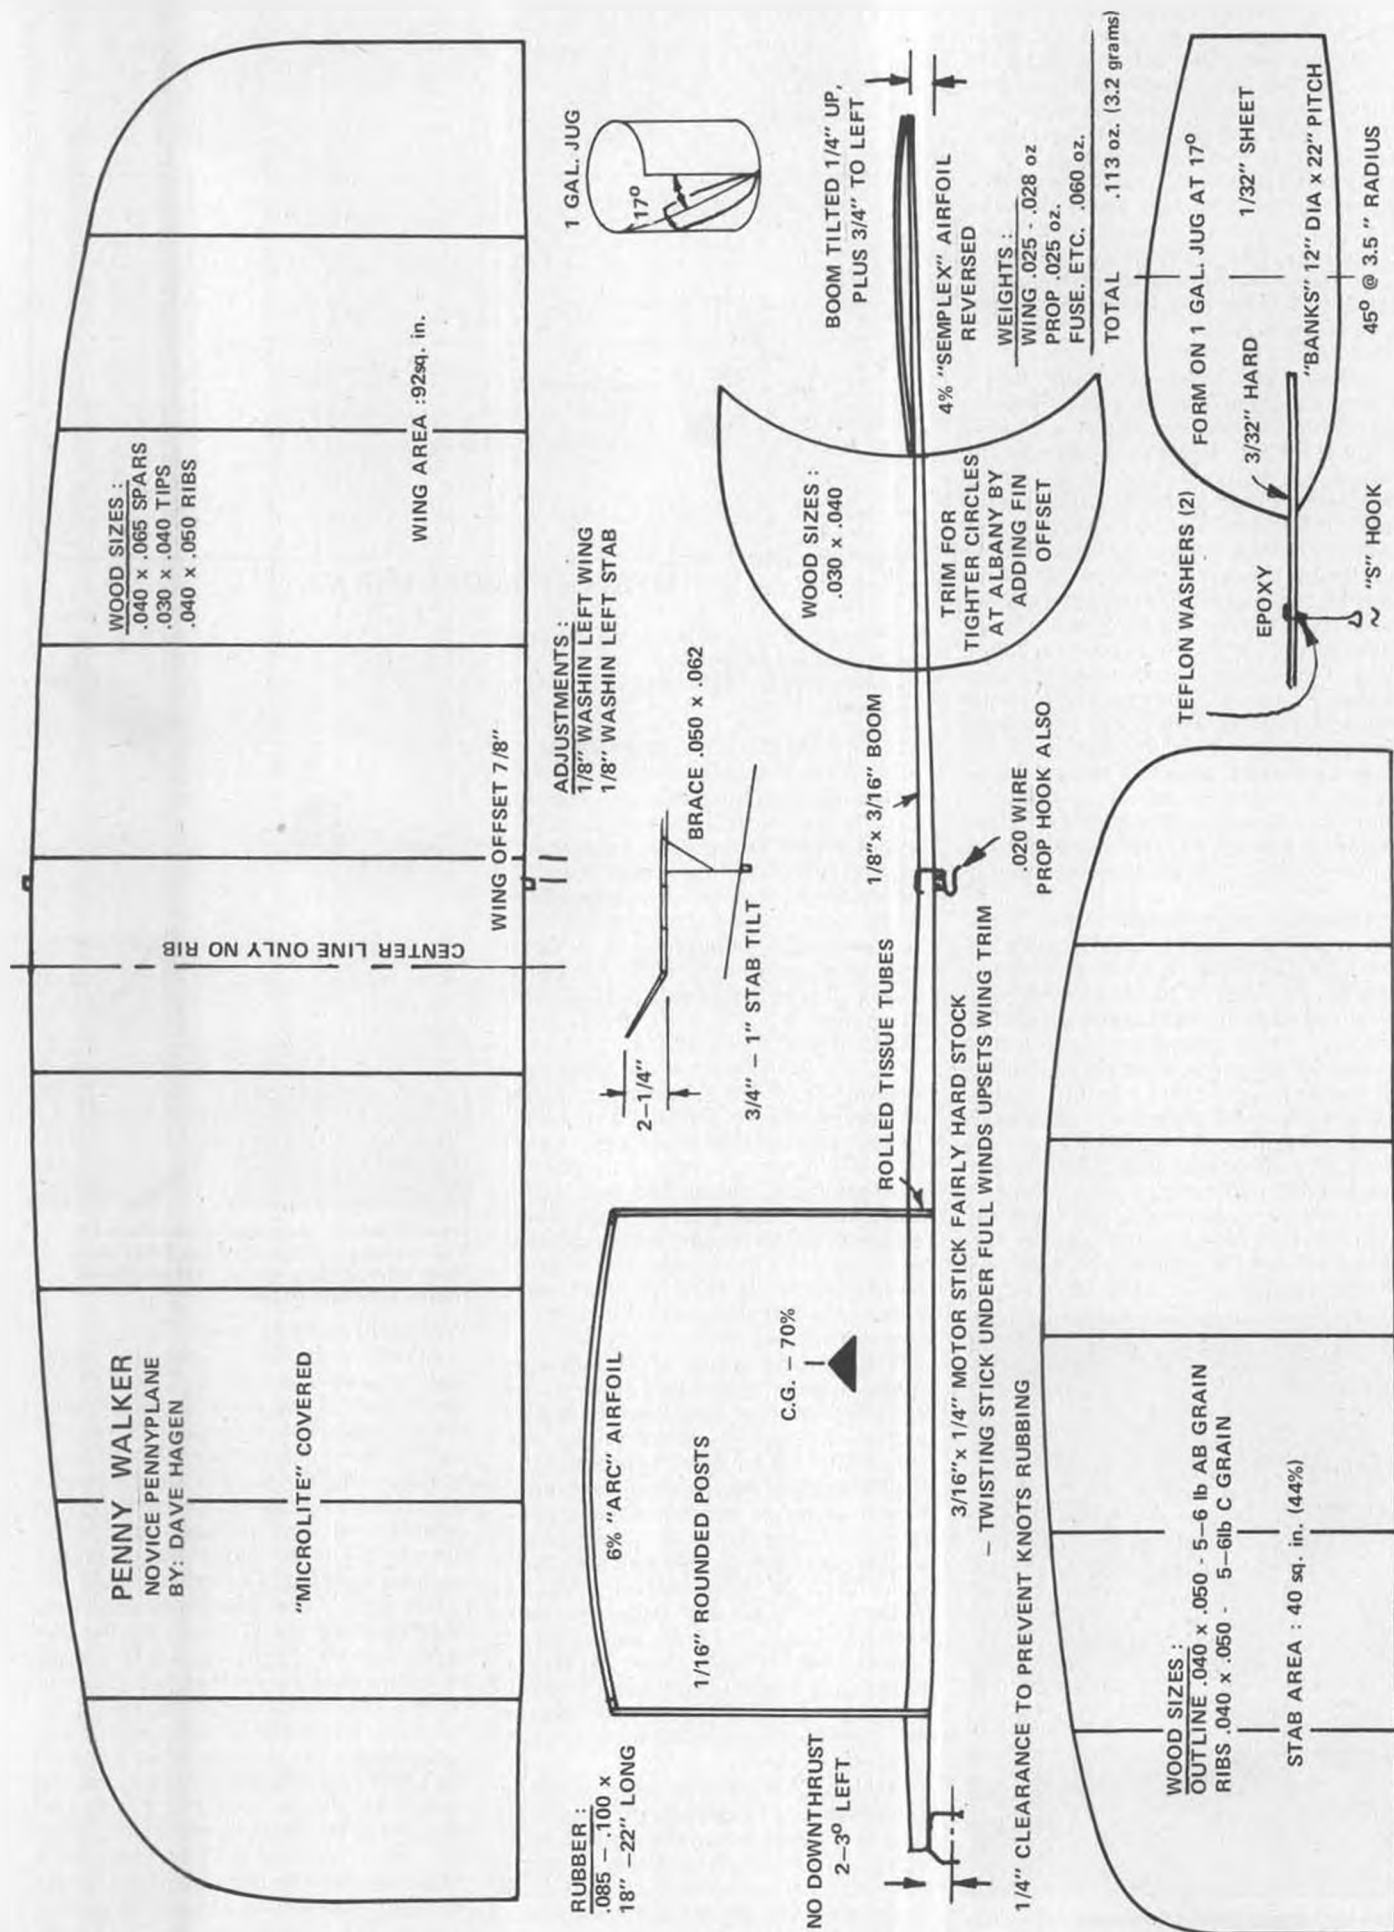 PENNY WALKER
NOVICE PENNYPLANE
BY: DAVE HAGEN
"MICROLITE" COVERED
CENTER LINE ONLY NO RIB
WOOD SIZES :
.040 x .065 SPARS
.030 x .040 TIPS
.040 x .050 RIBS
WING AREA :92sq. in.
WING OFFSET 7/8"
RUBBER :
.085 – .100 x
18" –22" LONG
6% "ARC" AIRFOIL
1/16" ROUNDED POSTS
C.G. – 70%
2–1/4"
3/4" – 1" STAB TILT
BRACE .050 x .062
ADJUSTMENTS :
1/8" WASHIN LEFT WING
1/8" WASHIN LEFT STAB
1 GAL. JUG
17º
NO DOWNTHRUST
2–3º LEFT
ROLLED TISSUE TUBES
1/8"x 3/16" BOOM
WOOD SIZES :
.030 x .040
BOOM TILTED 1/4" UP,
PLUS 3/4" TO LEFT
4% "SEMPLEX" AIRFOIL
REVERSED
TRIM FOR
TIGHTER CIRCLES
AT ALBANY BY
ADDING FIN
OFFSET
WEIGHTS :
WING .025 - .028 oz
PROP .025 oz.
FUSE. ETC. .060 oz.
TOTAL .113 oz. (3.2 grams)
3/16"x 1/4" MOTOR STICK FAIRLY HARD STOCK
– TWISTING STICK UNDER FULL WINDS UPSETS WING TRIM
020 WIRE
PROP HOOK ALSO
1/4" CLEARANCE TO PREVENT KNOTS RUBBING
WOOD SIZES :
OUTLINE .040 x .050 - 5–6 lb AB GRAIN
RIBS .040 x .050 - 5–6lb C GRAIN
STAB AREA : 40 sq. in. (44%)
TEFLON WASHERS (2)
FORM ON 1 GAL. JUG AT 17º
EPOXY
3/32" HARD
1/32" SHEET
"BANKS" 12" DIA x 22" PITCH
"S" HOOK
45º @ 3.5 " RADIUS